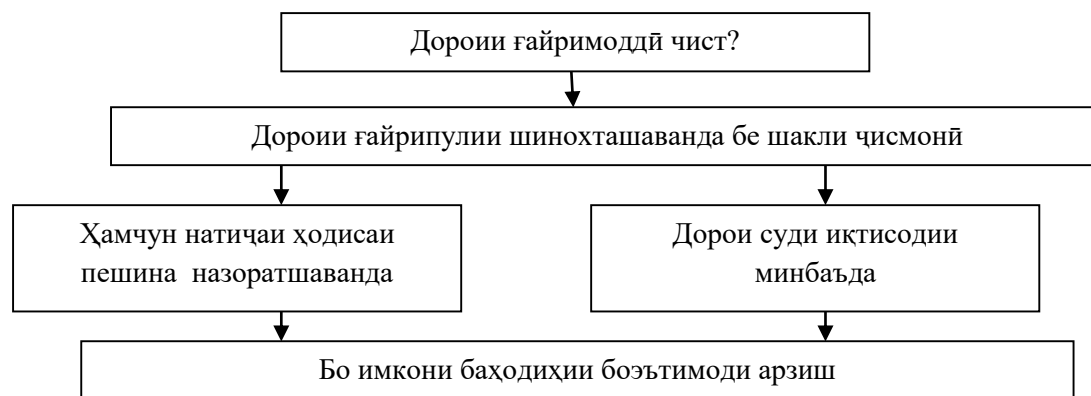 Дороии ғайримоддӣ чист?
Дороии ғайрипулии шинохташаванда бе шакли ҷисмонӣ
Ҳамчун натиҷаи ҳодисаи
пешина назоратшаванда
Дорои суди иқтисодии
минбаъда
Бо имкони баҳодиҳии боэътимоди арзиш